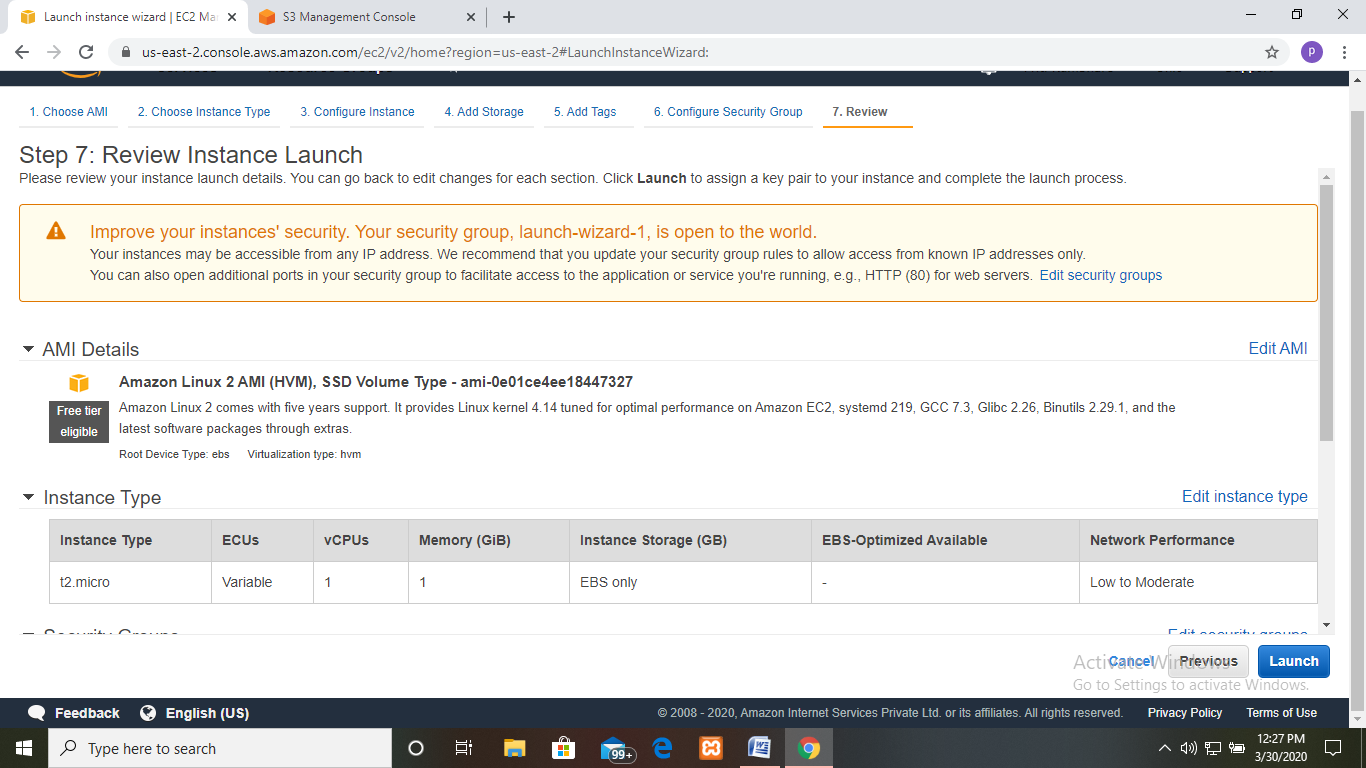 Launch instance wizard | EC2 Ma
S3 Management Console
us-east-2.console.aws.amazon.com/ec2/v2/home?region=us-east-2#LaunchInstanceWizard:
p
1. Choose AMI 2. Choose Instance Type 3. Configure Instance 4. Add Storage 5. Add Tags 6. Configure Security Group 7. Review
Step 7: Review Instance Launch
Please review your instance launch details. You can go back to edit changes for each section. Click Launch to assign a key pair to your instance and complete the launch process.
Improve your instances' security. Your security group, launch-wizard-1, is open to the world.
Your instances may be accessible from any IP address. We recommend that you update your security group rules to allow access from known IP addresses only.
You can also open additional ports in your security group to facilitate access to the application or service you're running, e.g., HTTP (80) for web servers. Edit security groups
AMI Details Edit AMI
Amazon Linux 2 AMI (HVM), SSD Volume Type - ami-0e01ce4ee18447327
Free tier eligible
Amazon Linux 2 comes with five years support. It provides Linux kernel 4.14 tuned for optimal performance on Amazon EC2, systemd 219, GCC 7.3, Glibc 2.26, Binutils 2.29.1, and the
latest software packages through extras.
Root Device Type: ebs Virtualization type: hvm
Instance Type Edit instance type
Instance Type ECUs vCPUs Memory (GiB) Instance Storage (GB) EBS-Optimized Available Network Performance
t2.micro Variable 1 1 EBS only - Low to Moderate
Security Groups Edit security groups
Cancel Previous Launch
Activate Windows
Go to Settings to activate Windows.
Feedback English (US) © 2008 - 2020, Amazon Internet Services Private Ltd. or its affiliates. All rights reserved. Privacy Policy Terms of Use
Type here to search
99+
12:27 PM
3/30/2020